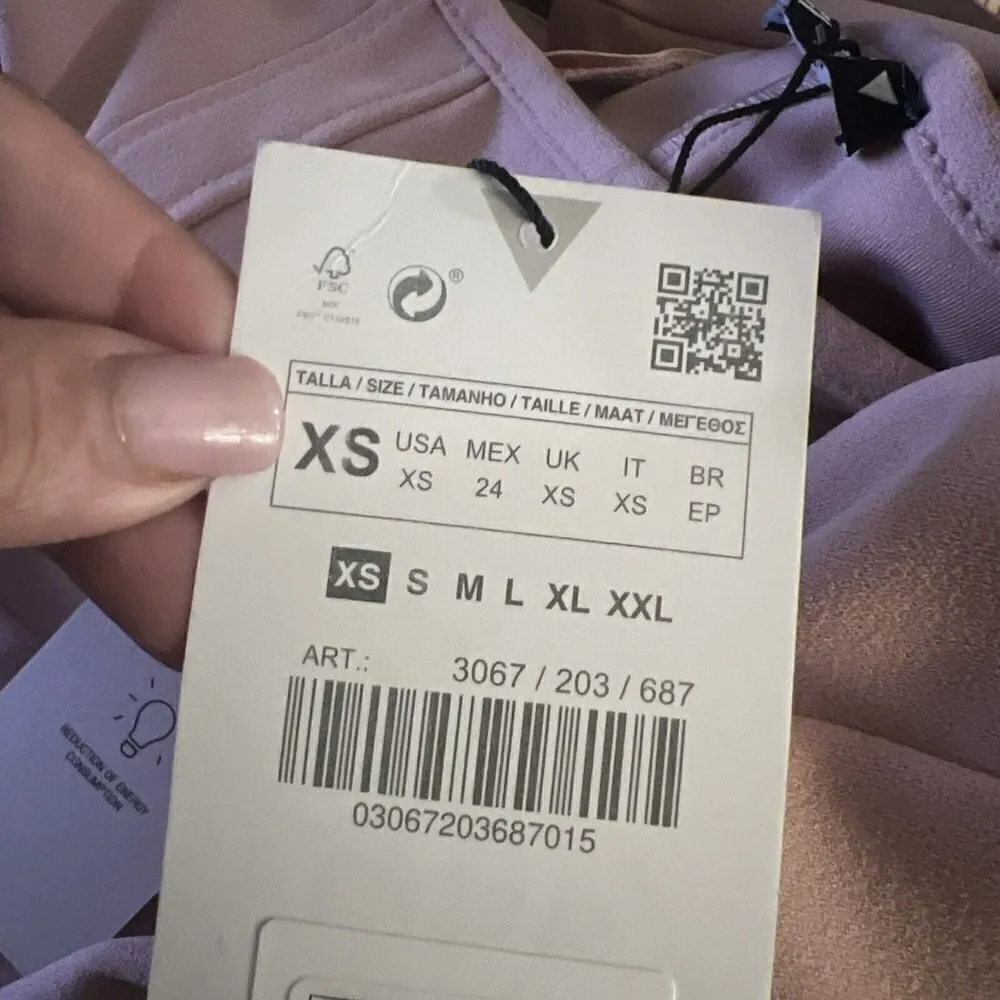 FSC
®
TALLA / SIZE / TAMANHO / TAILLE / MAAT / ΜΕΓΕΘΟΣ
XS USA MEX UK IT BR
XS 24 XS XS EP
XS S M L XL XXL
ART.: 3067 / 203 / 687
03067203687015
REDUCTION OF ENERGY
CONSUMPTION